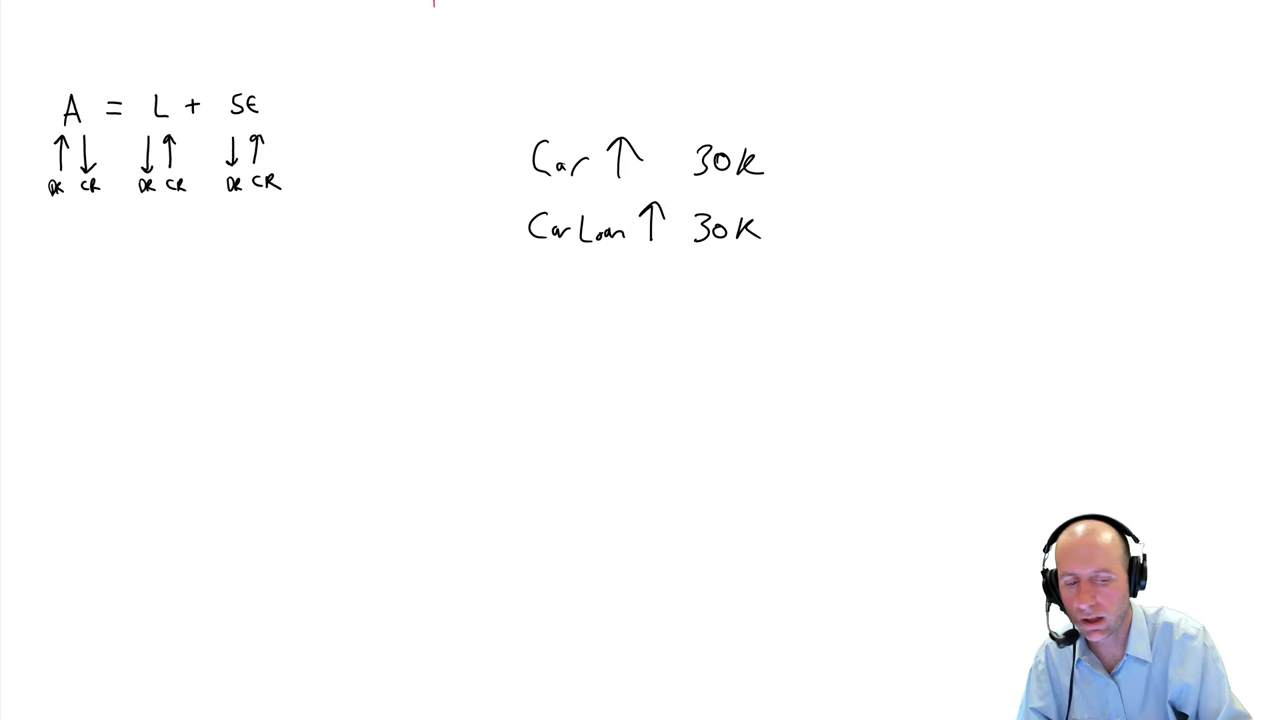 A = L + SE
↑ ↓ ↓ ↑ ↓ ↑
DR CR DR CR DR CR
Car ↑ 30k
Car Loan ↑ 30K